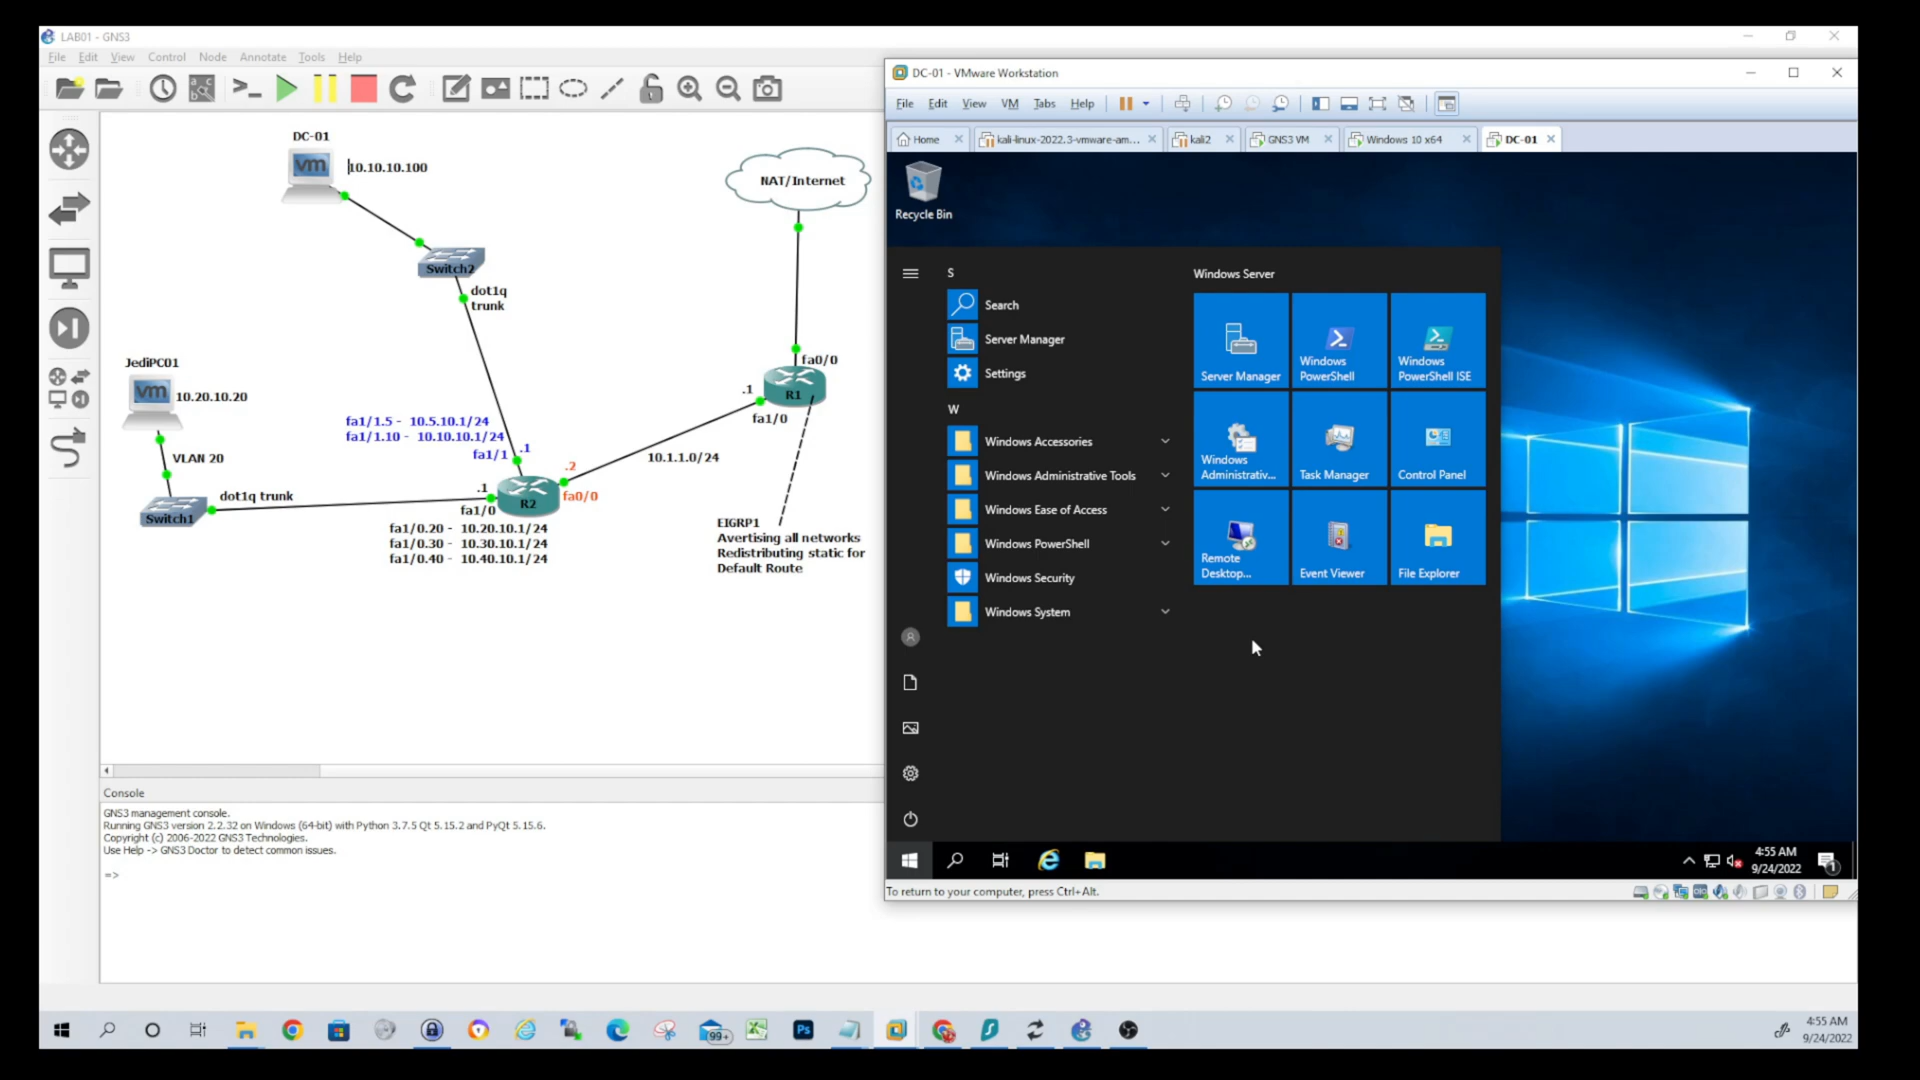 LAB01 - GNS3
File Edit View Control Node Annotate Tools Help
DC-01
10.10.10.100
NAT/Internet
Switch2
dot1q
trunk
fa0/0
JediPC01
10.20.10.20
R1
.1
fa1/0
fa1/1.5 - 10.5.10.1/24
fa1/1.10 - 10.10.10.1/24
fa1/1
.1
VLAN 20
10.1.1.0/24
.2
fa0/0
dot1q trunk
.1
R2
fa1/0
Switch1
fa1/0.20 - 10.20.10.1/24
fa1/0.30 - 10.30.10.1/24
fa1/0.40 - 10.40.10.1/24
EIGRP1
Avertising all networks
Redistributing static for
Default Route
Console
GNS3 management console.
Running GNS3 version 2.2.32 on Windows (64-bit) with Python 3.7.5 Qt 5.15.2 and PyQt 5.15.6.
Copyright (c) 2006-2022 GNS3 Technologies.
Use Help -> GNS3 Doctor to detect common issues.
=>
DC-01 - VMware Workstation
File Edit View VM Tabs Help
Home kali-linux-2022.3-vmware-am... kali2 GNS3 VM Windows 10 x64 DC-01
Recycle Bin
S
Search
Server Manager
Settings
W
Windows Accessories
Windows Administrative Tools
Windows Ease of Access
Windows PowerShell
Windows Security
Windows System
Windows Server
Server Manager
Windows
PowerShell
Windows
PowerShell ISE
Windows
Administrativ...
Task Manager
Control Panel
Remote
Desktop...
Event Viewer
File Explorer
4:55 AM
9/24/2022
1
To return to your computer, press Ctrl+Alt.
99+
Ps
4:55 AM
9/24/2022